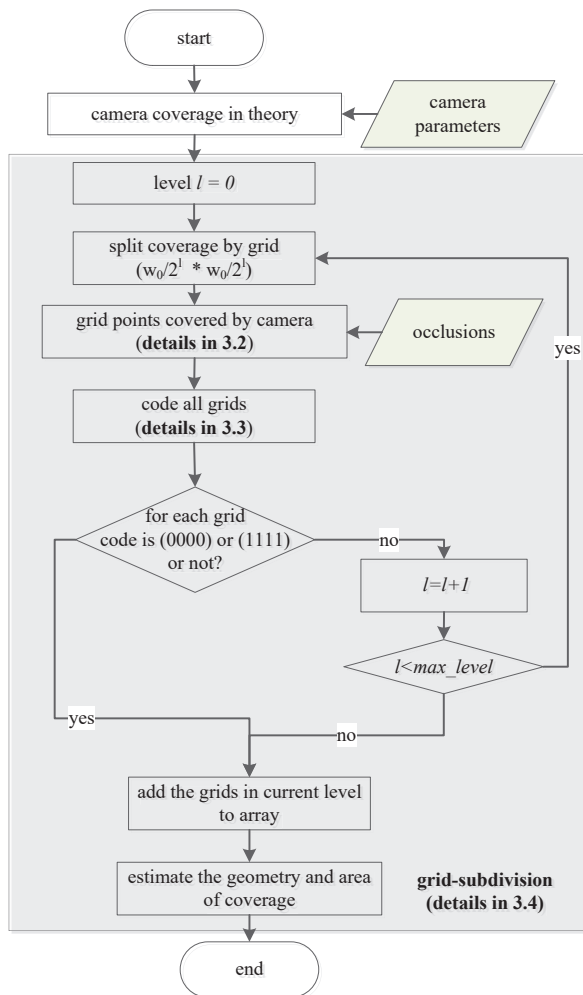 start
camera coverage in theory
camera
parameters
level l = 0
split coverage by grid
(w₀/2ˡ * w₀/2ˡ)
grid points covered by camera
(details in 3.2)
occlusions
yes
code all grids
(details in 3.3)
for each grid
code is (0000) or (1111)
or not?
no
l=l+1
l<max_level
yes
no
add the grids in current level
to array
estimate the geometry and area
of coverage
grid-subdivision
(details in 3.4)
end